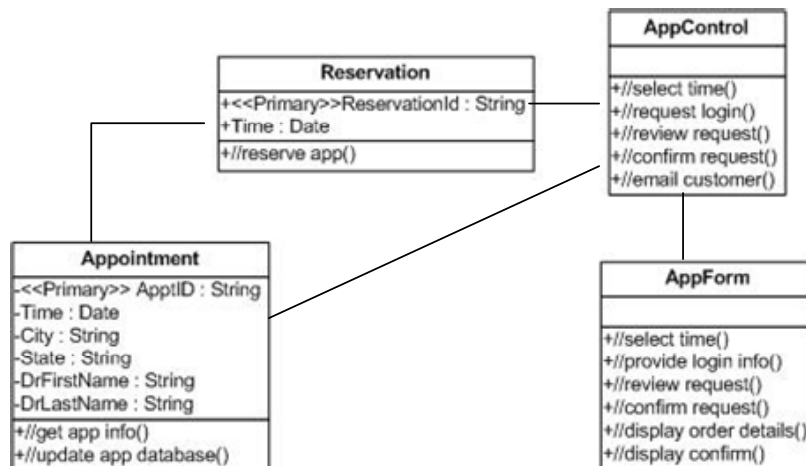 AppControl
+//select time()
+//request login()
+//review request()
+//confirm request()
+//email customer()
Reservation
+<<Primary>>ReservationId : String
+Time : Date
+//reserve app()
Appointment
-<<Primary>> ApptID : String
-Time : Date
-City : String
-State : String
-DrFirstName : String
-DrLastName : String
+//get app info()
+//update app database()
AppForm
+//select time()
+//provide login info()
+//review request()
+//confirm request()
+//display order details()
+//display confirm()